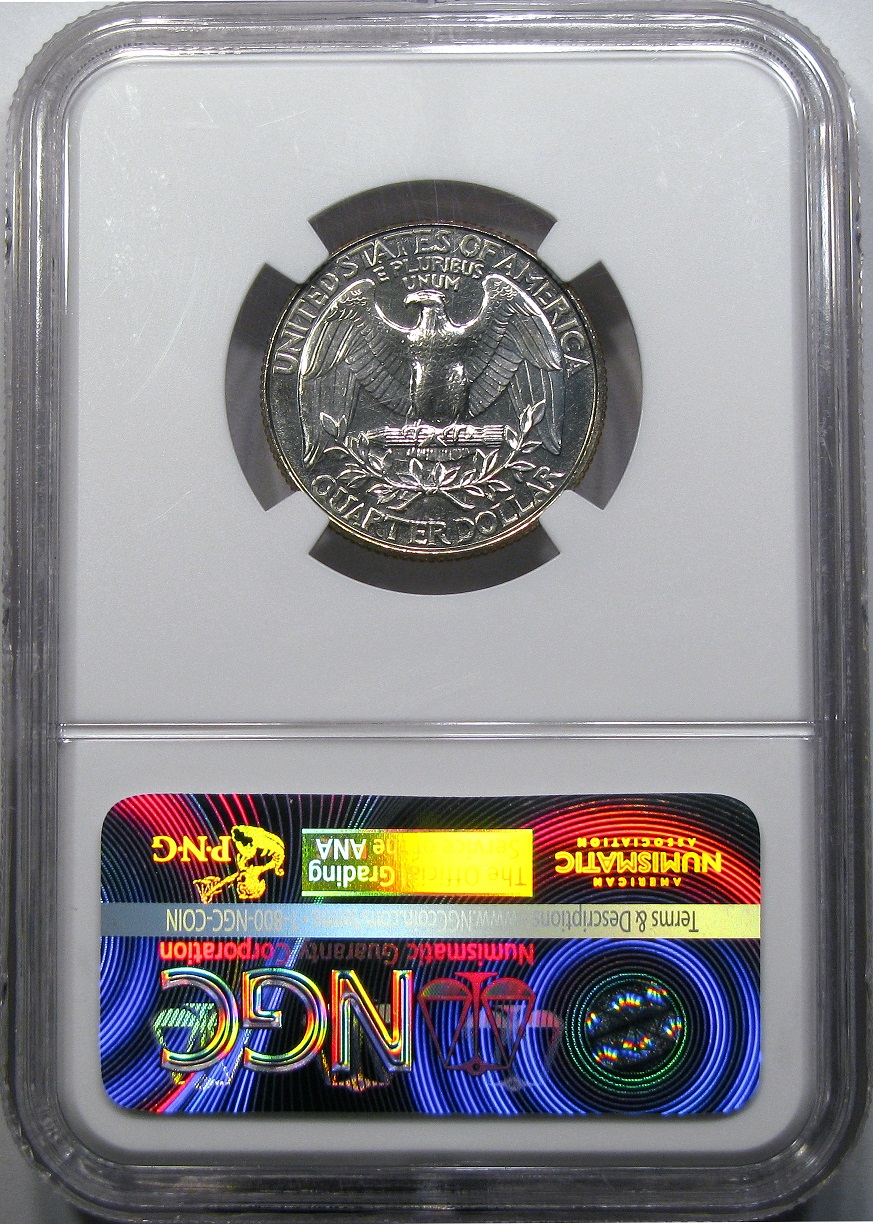 UNITED STATES OF AMERICA
E PLURIBUS
UNUM
QUARTER DOLLAR
NGC
Numismatic Guaranty Corporation
Terms & Descriptions www.NGCcoin.com/terms • 1-800-NGC-COIN
AMERICAN
NUMISMATIC
ASSOCIATION
The Official Grading
Service of the ANA
P•N•G